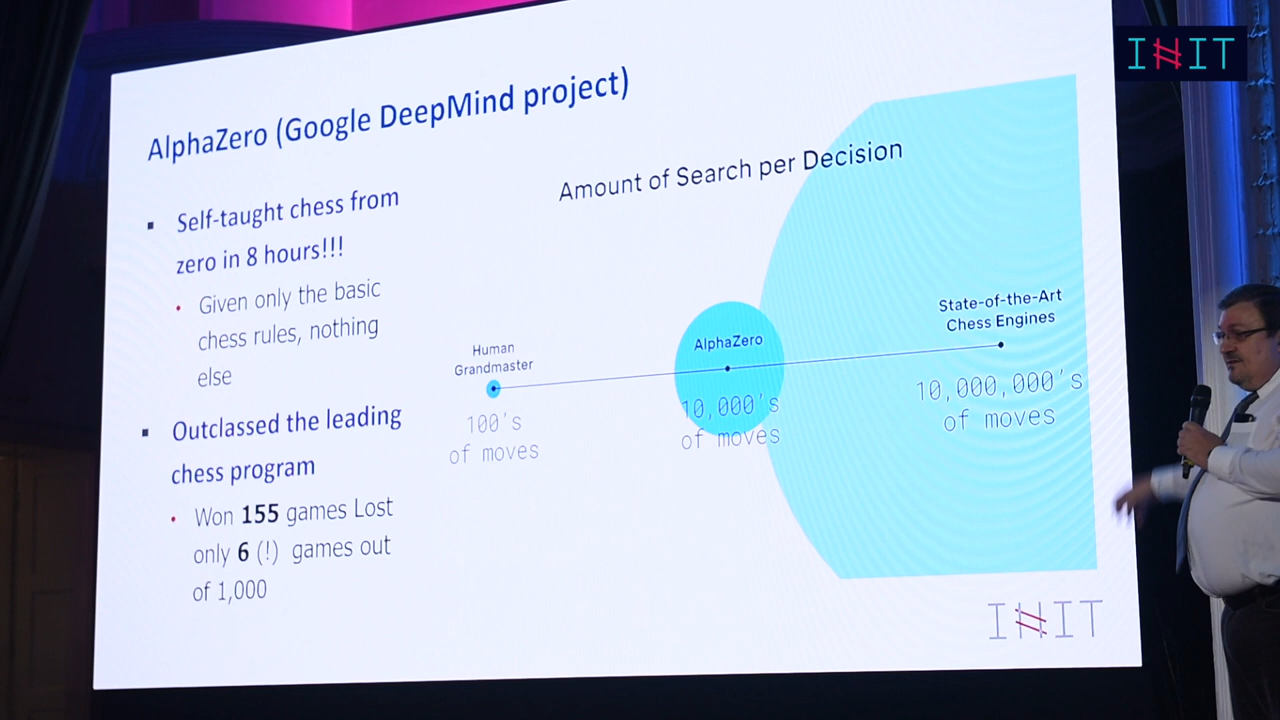 INIT
AlphaZero (Google DeepMind project)
▪ Self-taught chess from
zero in 8 hours!!!
• Given only the basic
chess rules, nothing
else
▪ Outclassed the leading
chess program
• Won 155 games Lost
only 6 (!) games out
of 1,000
Amount of Search per Decision
Human
Grandmaster
100's
of moves
AlphaZero
10,000's
of moves
State-of-the-Art
Chess Engines
10,000,000's
of moves
INIT